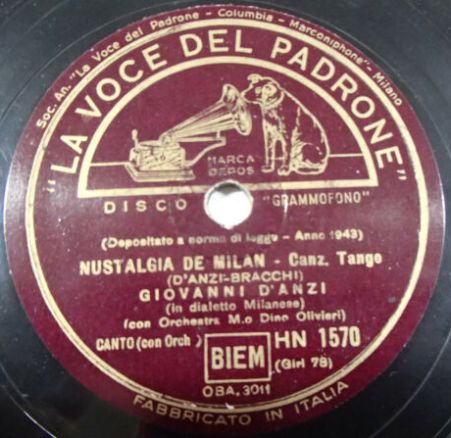 Soc. An. "La Voce del Padrone - Columbia - Marconiphone" - Milano
"LA VOCE DEL PADRONE"
MARCA
DEPOS
DISCO "GRAMMOFONO"
(Depositato a norma di legge - Anno 1943)
NUSTALGIA DE MILAN - Canz. Tango
(D'ANZI-BRACCHI)
GIOVANNI D'ANZI
(in dialetto Milanese)
(con Orchestra M.o Dino Olivieri)
CANTO (con Orch) BIEM HN 1570
(Giri 78)
OBA. 3011
FABBRICATO IN ITALIA